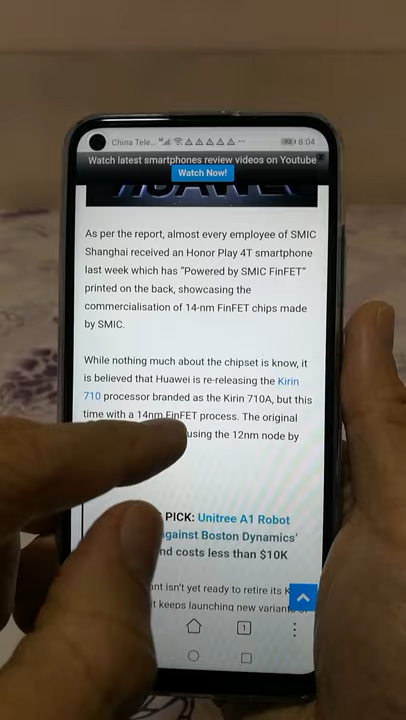 China Tele...
90 8:04
Watch latest smartphones review videos on Youtube
X
Watch Now!
HUAWEI
As per the report, almost every employee of SMIC
Shanghai received an Honor Play 4T smartphone
last week which has "Powered by SMIC FinFET"
printed on the back, showcasing the
commercialisation of 14-nm FinFET chips made
by SMIC.
While nothing much about the chipset is know, it
is believed that Huawei is re-releasing the Kirin
710 processor branded as the Kirin 710A, but this
time with a 14nm FinFET process. The original
using the 12nm node by
PICK: Unitree A1 Robot
against Boston Dynamics'
nd costs less than $10K
ant isn't yet ready to retire its K
it keeps launching new variants of
1